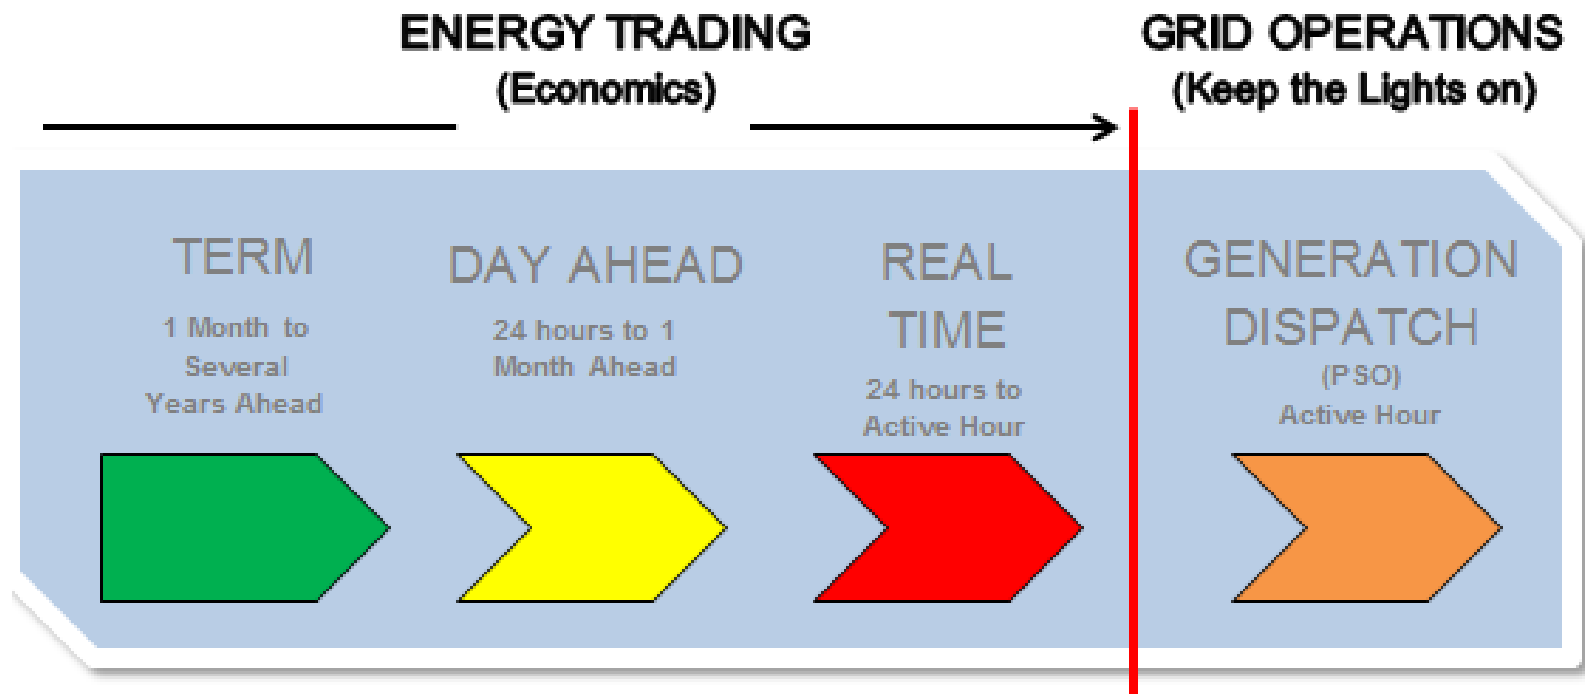 ENERGY TRADING
(Economics)
GRID OPERATIONS
(Keep the Lights on)
TERM
1 Month to
Several
Years Ahead
DAY AHEAD
24 hours to 1
Month Ahead
REAL
TIME
24 hours to
Active Hour
GENERATION
DISPATCH
(PSO)
Active Hour